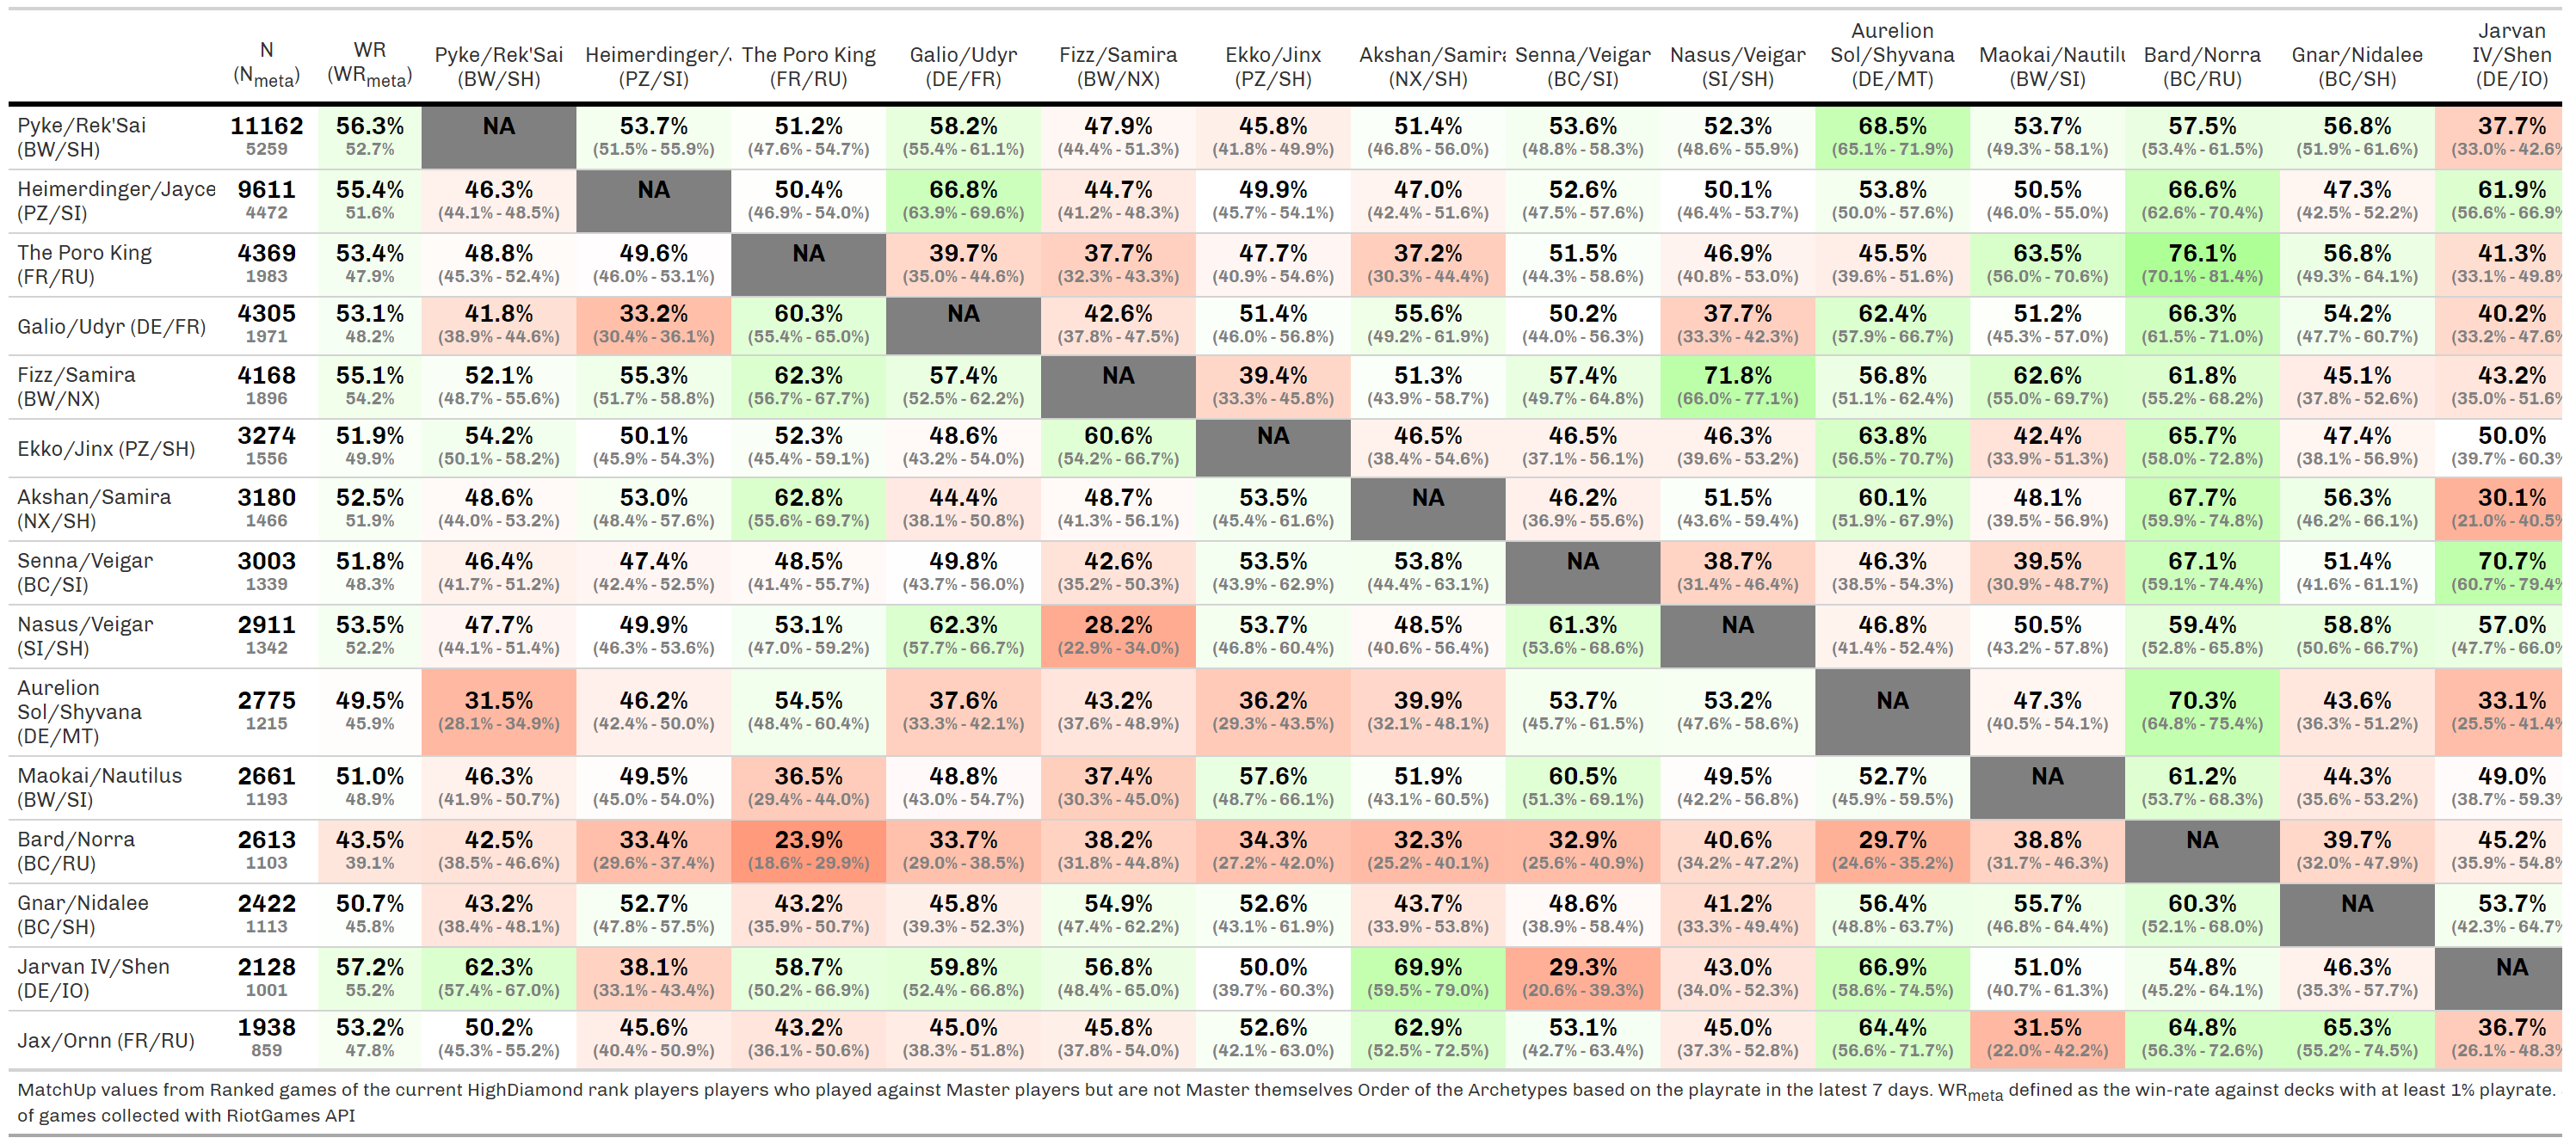 N WR Pyke/Rek'Sai Heimerdinger/ The Poro King Galio/Udyr Fizz/Samira Ekko/Jinx Akshan/Samira Senna/Veigar Nasus/Veigar Aurelion Sol/Shyvana Maokai/Nautilu Bard/Norra Gnar/Nidalee Jarvan IV/Shen
(Nmeta) (WRmeta) (BW/SH) (PZ/SI) (FR/RU) (DE/FR) (BW/NX) (PZ/SH) (NX/SH) (BC/SI) (SI/SH) (DE/MT) (BW/SI) (BC/RU) (BC/SH) (DE/IO)
Pyke/Rek'Sai 11162 56.3% NA 53.7% 51.2% 58.2% 47.9% 45.8% 51.4% 53.6% 52.3% 68.5% 53.7% 57.5% 56.8% 37.7%
(BW/SH) 5259 52.7% (51.5% - 55.9%) (47.6% - 54.7%) (55.4% - 61.1%) (44.4% - 51.3%) (41.8% - 49.9%) (46.8% - 56.0%) (48.8% - 58.3%) (48.6% - 55.9%) (65.1% - 71.9%) (49.3% - 58.1%) (53.4% - 61.5%) (51.9% - 61.6%) (33.0% - 42.6%
Heimerdinger/Jayce 9611 55.4% 46.3% NA 50.4% 66.8% 44.7% 49.9% 47.0% 52.6% 50.1% 53.8% 50.5% 66.6% 47.3% 61.9%
(PZ/SI) 4472 51.6% (44.1% - 48.5%) (46.9% - 54.0%) (63.9% - 69.6%) (41.2% - 48.3%) (45.7% - 54.1%) (42.4% - 51.6%) (47.5% - 57.6%) (46.4% - 53.7%) (50.0% - 57.6%) (46.0% - 55.0%) (62.6% - 70.4%) (42.5% - 52.2%) (56.6% - 66.9%
The Poro King 4369 53.4% 48.8% 49.6% NA 39.7% 37.7% 47.7% 37.2% 51.5% 46.9% 45.5% 63.5% 76.1% 56.8% 41.3%
(FR/RU) 1983 47.9% (45.3% - 52.4%) (46.0% - 53.1%) (35.0% - 44.6%) (32.3% - 43.3%) (40.9% - 54.6%) (30.3% - 44.4%) (44.3% - 58.6%) (40.8% - 53.0%) (39.6% - 51.6%) (56.0% - 70.6%) (70.1% - 81.4%) (49.3% - 64.1%) (33.1% - 49.8%
Galio/Udyr (DE/FR) 4305 53.1% 41.8% 33.2% 60.3% NA 42.6% 51.4% 55.6% 50.2% 37.7% 62.4% 51.2% 66.3% 54.2% 40.2%
1971 48.2% (38.9% - 44.6%) (30.4% - 36.1%) (55.4% - 65.0%) (37.8% - 47.5%) (46.0% - 56.8%) (49.2% - 61.9%) (44.0% - 56.3%) (33.3% - 42.3%) (57.9% - 66.7%) (45.3% - 57.0%) (61.5% - 71.0%) (47.7% - 60.7%) (33.2% - 47.6%
Fizz/Samira 4168 55.1% 52.1% 55.3% 62.3% 57.4% NA 39.4% 51.3% 57.4% 71.8% 56.8% 62.6% 61.8% 45.1% 43.2%
(BW/NX) 1896 54.2% (48.7% - 55.6%) (51.7% - 58.8%) (56.7% - 67.7%) (52.5% - 62.2%) (33.3% - 45.8%) (43.9% - 58.7%) (49.7% - 64.8%) (66.0% - 77.1%) (51.1% - 62.4%) (55.0% - 69.7%) (55.2% - 68.2%) (37.8% - 52.6%) (35.0% - 51.6%
Ekko/Jinx (PZ/SH) 3274 51.9% 54.2% 50.1% 52.3% 48.6% 60.6% NA 46.5% 46.5% 46.3% 63.8% 42.4% 65.7% 47.4% 50.0%
1556 49.9% (50.1% - 58.2%) (45.9% - 54.3%) (45.4% - 59.1%) (43.2% - 54.0%) (54.2% - 66.7%) (38.4% - 54.6%) (37.1% - 56.1%) (39.6% - 53.2%) (56.5% - 70.7%) (33.9% - 51.3%) (58.0% - 72.8%) (38.1% - 56.9%) (39.7% - 60.3%
Akshan/Samira 3180 52.5% 48.6% 53.0% 62.8% 44.4% 48.7% 53.5% NA 46.2% 51.5% 60.1% 48.1% 67.7% 56.3% 30.1%
(NX/SH) 1466 51.9% (44.0% - 53.2%) (48.4% - 57.6%) (55.6% - 69.7%) (38.1% - 50.8%) (41.3% - 56.1%) (45.4% - 61.6%) (36.9% - 55.6%) (43.6% - 59.4%) (51.9% - 67.9%) (39.5% - 56.9%) (59.9% - 74.8%) (46.2% - 66.1%) (21.0% - 40.5%
Senna/Veigar 3003 51.8% 46.4% 47.4% 48.5% 49.8% 42.6% 53.5% 53.8% NA 38.7% 46.3% 39.5% 67.1% 51.4% 70.7%
(BC/SI) 1339 48.3% (41.7% - 51.2%) (42.4% - 52.5%) (41.4% - 55.7%) (43.7% - 56.0%) (35.2% - 50.3%) (43.9% - 62.9%) (44.4% - 63.1%) (31.4% - 46.4%) (38.5% - 54.3%) (30.9% - 48.7%) (59.1% - 74.4%) (41.6% - 61.1%) (60.7% - 79.4%
Nasus/Veigar 2911 53.5% 47.7% 49.9% 53.1% 62.3% 28.2% 53.7% 48.5% 61.3% NA 46.8% 50.5% 59.4% 58.8% 57.0%
(SI/SH) 1342 52.2% (44.1% - 51.4%) (46.3% - 53.6%) (47.0% - 59.2%) (57.7% - 66.7%) (22.9% - 34.0%) (46.8% - 60.4%) (40.6% - 56.4%) (53.6% - 68.6%) (41.4% - 52.4%) (43.2% - 57.8%) (52.8% - 65.8%) (50.6% - 66.7%) (47.7% - 66.0%
Aurelion
Sol/Shyvana 2775 49.5% 31.5% 46.2% 54.5% 37.6% 43.2% 36.2% 39.9% 53.7% 53.2% NA 47.3% 70.3% 43.6% 33.1%
(DE/MT) 1215 45.9% (28.1% - 34.9%) (42.4% - 50.0%) (48.4% - 60.4%) (33.3% - 42.1%) (37.6% - 48.9%) (29.3% - 43.5%) (32.1% - 48.1%) (45.7% - 61.5%) (47.6% - 58.6%) (40.5% - 54.1%) (64.8% - 75.4%) (36.3% - 51.2%) (25.5% - 41.4%
Maokai/Nautilus 2661 51.0% 46.3% 49.5% 36.5% 48.8% 37.4% 57.6% 51.9% 60.5% 49.5% 52.7% NA 61.2% 44.3% 49.0%
(BW/SI) 1193 48.9% (41.9% - 50.7%) (45.0% - 54.0%) (29.4% - 44.0%) (43.0% - 54.7%) (30.3% - 45.0%) (48.7% - 66.1%) (43.1% - 60.5%) (51.3% - 69.1%) (42.2% - 56.8%) (45.9% - 59.5%) (53.7% - 68.3%) (35.6% - 53.2%) (38.7% - 59.3%
Bard/Norra 2613 43.5% 42.5% 33.4% 23.9% 33.7% 38.2% 34.3% 32.3% 32.9% 40.6% 29.7% 38.8% NA 39.7% 45.2%
(BC/RU) 1103 39.1% (38.5% - 46.6%) (29.6% - 37.4%) (18.6% - 29.9%) (29.0% - 38.5%) (31.8% - 44.8%) (27.2% - 42.0%) (25.2% - 40.1%) (25.6% - 40.9%) (34.2% - 47.2%) (24.6% - 35.2%) (31.7% - 46.3%) (32.0% - 47.9%) (35.9% - 54.8%
Gnar/Nidalee 2422 50.7% 43.2% 52.7% 43.2% 45.8% 54.9% 52.6% 43.7% 48.6% 41.2% 56.4% 55.7% 60.3% NA 53.7%
(BC/SH) 1113 45.8% (38.4% - 48.1%) (47.8% - 57.5%) (35.9% - 50.7%) (39.3% - 52.3%) (47.4% - 62.2%) (43.1% - 61.9%) (33.9% - 53.8%) (38.9% - 58.4%) (33.3% - 49.4%) (48.8% - 63.7%) (46.8% - 64.4%) (52.1% - 68.0%) (42.3% - 64.7%
Jarvan IV/Shen 2128 57.2% 62.3% 38.1% 58.7% 59.8% 56.8% 50.0% 69.9% 29.3% 43.0% 66.9% 51.0% 54.8% 46.3% NA
(DE/IO) 1001 55.2% (57.4% - 67.0%) (33.1% - 43.4%) (50.2% - 66.9%) (52.4% - 66.8%) (48.4% - 65.0%) (39.7% - 60.3%) (59.5% - 79.0%) (20.6% - 39.3%) (34.0% - 52.3%) (58.6% - 74.5%) (40.7% - 61.3%) (45.2% - 64.1%) (35.3% - 57.7%)
Jax/Ornn (FR/RU) 1938 53.2% 50.2% 45.6% 43.2% 45.0% 45.8% 52.6% 62.9% 53.1% 45.0% 64.4% 31.5% 64.8% 65.3% 36.7%
859 47.8% (45.3% - 55.2%) (40.4% - 50.9%) (36.1% - 50.6%) (38.3% - 51.8%) (37.8% - 54.0%) (42.1% - 63.0%) (52.5% - 72.5%) (42.7% - 63.4%) (37.3% - 52.8%) (56.6% - 71.7%) (22.0% - 42.2%) (56.3% - 72.6%) (55.2% - 74.5%) (26.1% - 48.3%
MatchUp values from Ranked games of the current HighDiamond rank players players who played against Master players but are not Master themselves Order of the Archetypes based on the playrate in the latest 7 days. WRmeta defined as the win-rate against decks with at least 1% playrate.
of games collected with RiotGames API